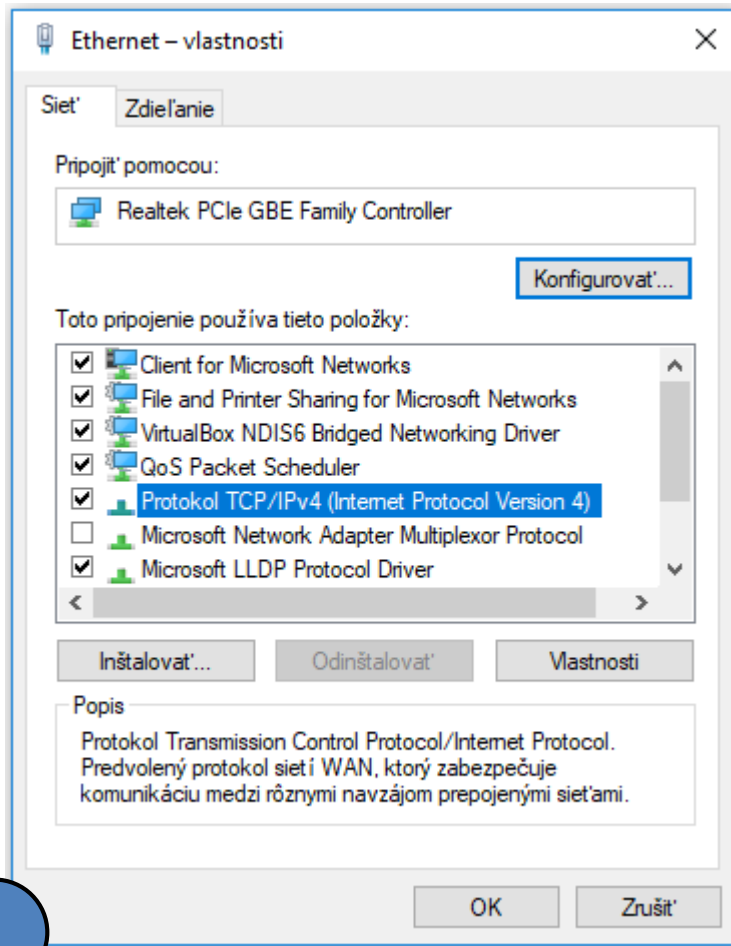 Ethernet – vlastnosti
Sieť
Zdieľanie
Pripojiť pomocou:
Realtek PCIe GBE Family Controller
Konfigurovať...
Toto pripojenie používa tieto položky:
Client for Microsoft Networks
File and Printer Sharing for Microsoft Networks
VirtualBox NDIS6 Bridged Networking Driver
QoS Packet Scheduler
Protokol TCP/IPv4 (Internet Protocol Version 4)
Microsoft Network Adapter Multiplexor Protocol
Microsoft LLDP Protocol Driver
Inštalovať...
Odinštalovať
Vlastnosti
Popis
Protokol Transmission Control Protocol/Internet Protocol.
Predvolený protokol sietí WAN, ktorý zabezpečuje
komunikáciu medzi rôznymi navzájom prepojenými sieťami.
OK
Zrušiť